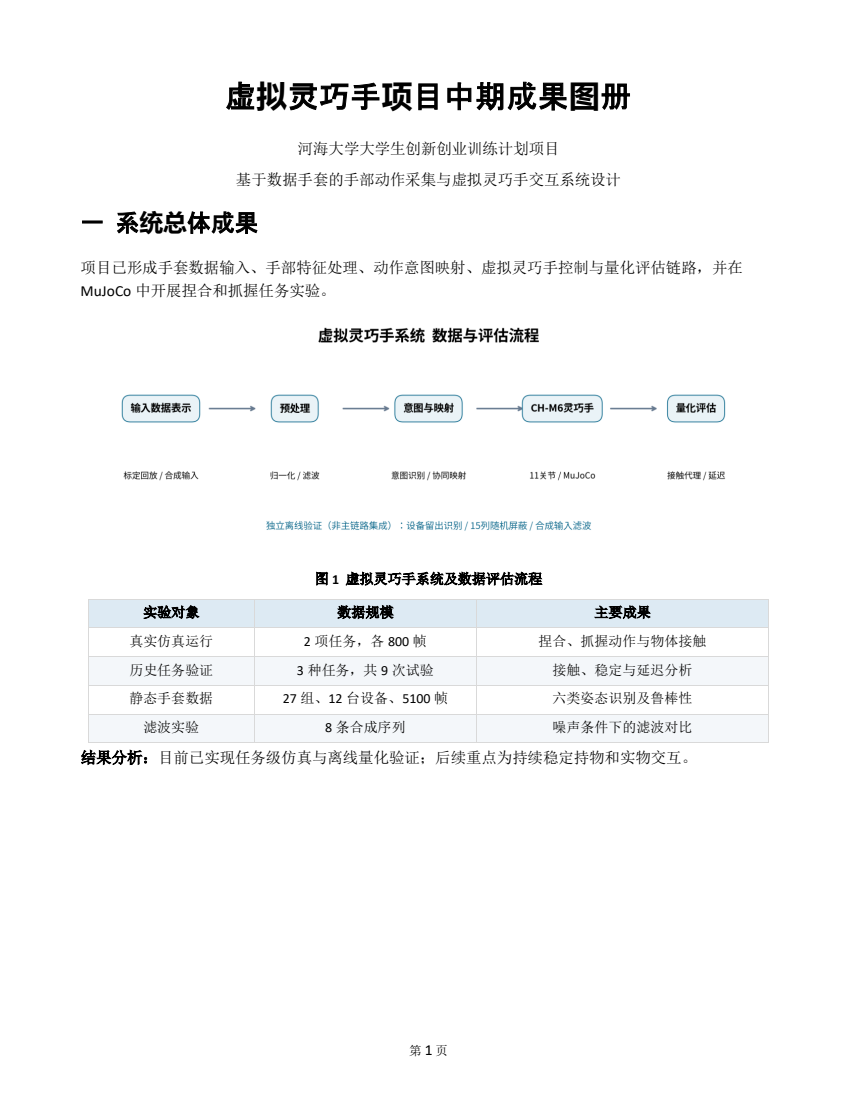 虚拟灵巧手项目中期成果图册
河海大学大学生创新创业训练计划项目
基于数据手套的手部动作采集与虚拟灵巧手交互系统设计
一 系统总体成果
项目已形成手套数据输入、手部特征处理、动作意图映射、虚拟灵巧手控制与量化评估链路，并在
MuJoCo 中开展捏合和抓握任务实验。
虚拟灵巧手系统 数据与评估流程
输入数据表示 预处理 意图与映射 CH-M6灵巧手 量化评估
标定回放 / 合成输入 归一化 / 滤波 意图识别 / 协同映射 11关节 / MuJoCo 接触代理 / 延迟
独立离线验证（非主链路集成）：设备留出识别 / 15列随机屏蔽 / 合成输入滤波
图 1 虚拟灵巧手系统及数据评估流程
实验对象 数据规模 主要成果
真实仿真运行 2 项任务，各 800 帧 捏合、抓握动作与物体接触
历史任务验证 3 种任务，共 9 次试验 接触、稳定与延迟分析
静态手套数据 27 组、12 台设备、5100 帧 六类姿态识别及鲁棒性
滤波实验 8 条合成序列 噪声条件下的滤波对比
结果分析：目前已实现任务级仿真与离线量化验证；后续重点为持续稳定持物和实物交互。
第 1 页